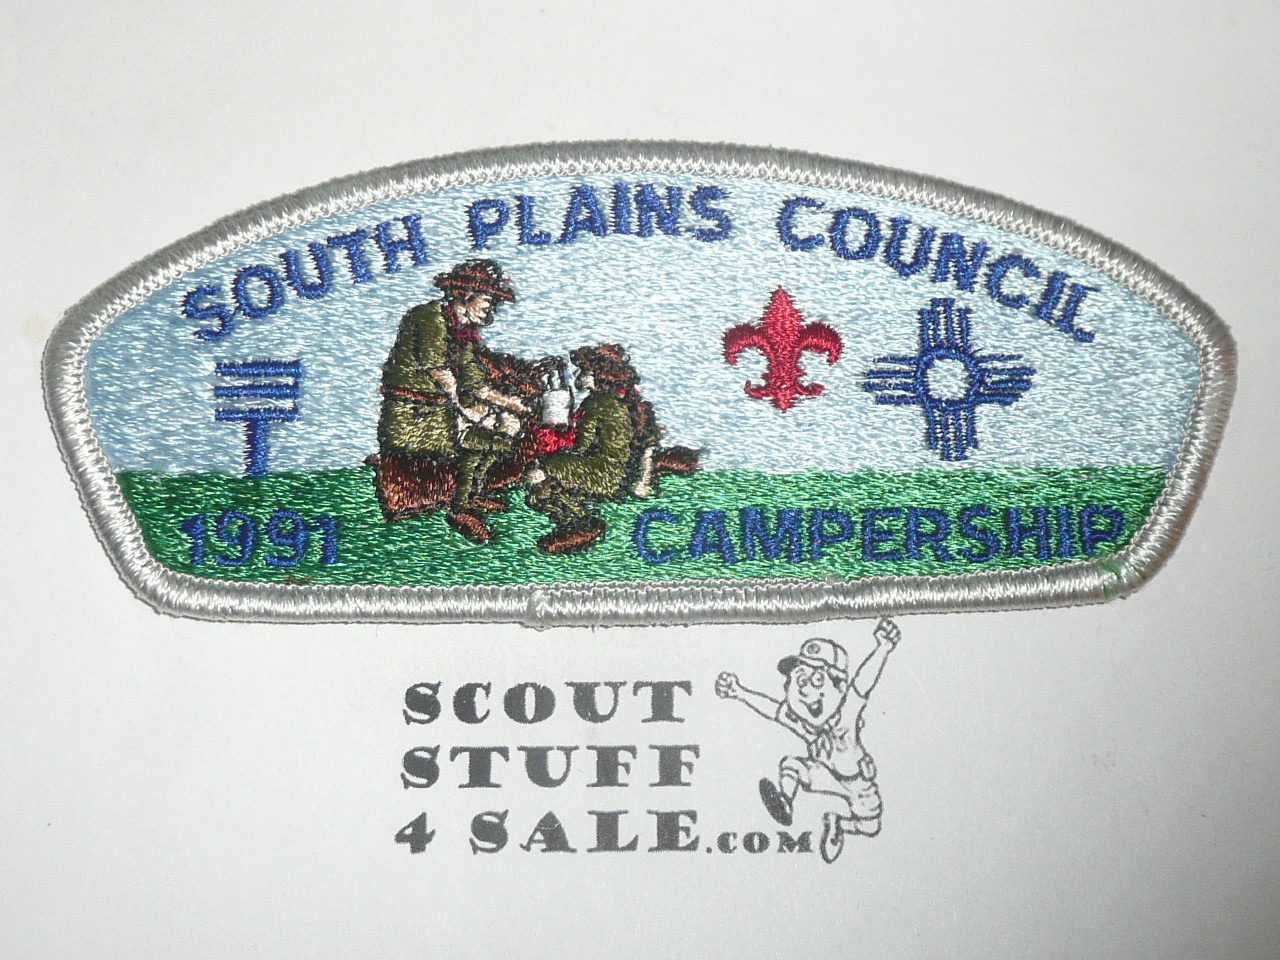 SOUTH PLAINS COUNCIL
1991 CAMPERSHIP
SCOUT
STUFF
4 SALE.COM